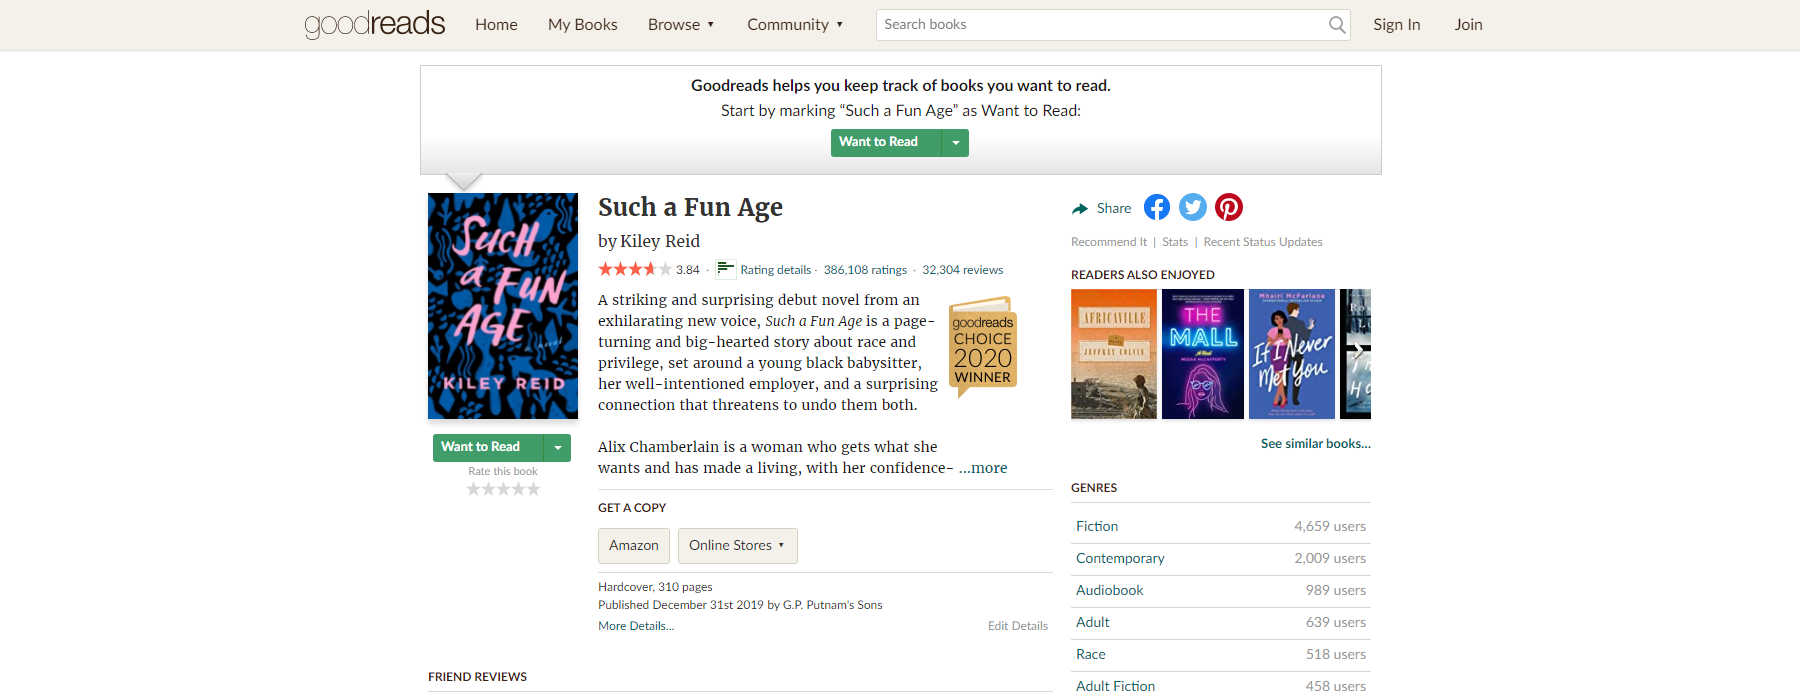 goodreads
Home
My Books
Browse ▼
Community ▼
Search books
Sign In
Join
Goodreads helps you keep track of books you want to read.
Start by marking “Such a Fun Age” as Want to Read:
Want to Read
SUCH
a FUN
AGE
a novel
KILEY REID
Want to Read
Rate this book
Such a Fun Age
by Kiley Reid
3.84 · Rating details · 386,108 ratings · 32,304 reviews
A striking and surprising debut novel from an
exhilarating new voice, Such a Fun Age is a page-
turning and big-hearted story about race and
privilege, set around a young black babysitter,
her well-intentioned employer, and a surprising
connection that threatens to undo them both.
goodreads
CHOICE
2020
WINNER
Alix Chamberlain is a woman who gets what she
wants and has made a living, with her confidence- ...more
GET A COPY
Amazon
Online Stores ▼
Hardcover, 310 pages
Published December 31st 2019 by G.P. Putnam's Sons
More Details...
Edit Details
FRIEND REVIEWS
Share
Recommend It | Stats | Recent Status Updates
READERS ALSO ENJOYED
AFRICAVILLE
JEFFREY COLVIN
THE
MALL
MEGAN McCAFFERTY
Mhairi McFarlane
If I Never
Met You
See similar books…
GENRES
Fiction 4,659 users
Contemporary 2,009 users
Audiobook 989 users
Adult 639 users
Race 518 users
Adult Fiction 458 users